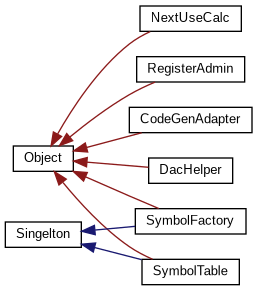 NextUseCalc
RegisterAdmin
CodeGenAdapter
Object
DacHelper
SymbolFactory
Singelton
SymbolTable